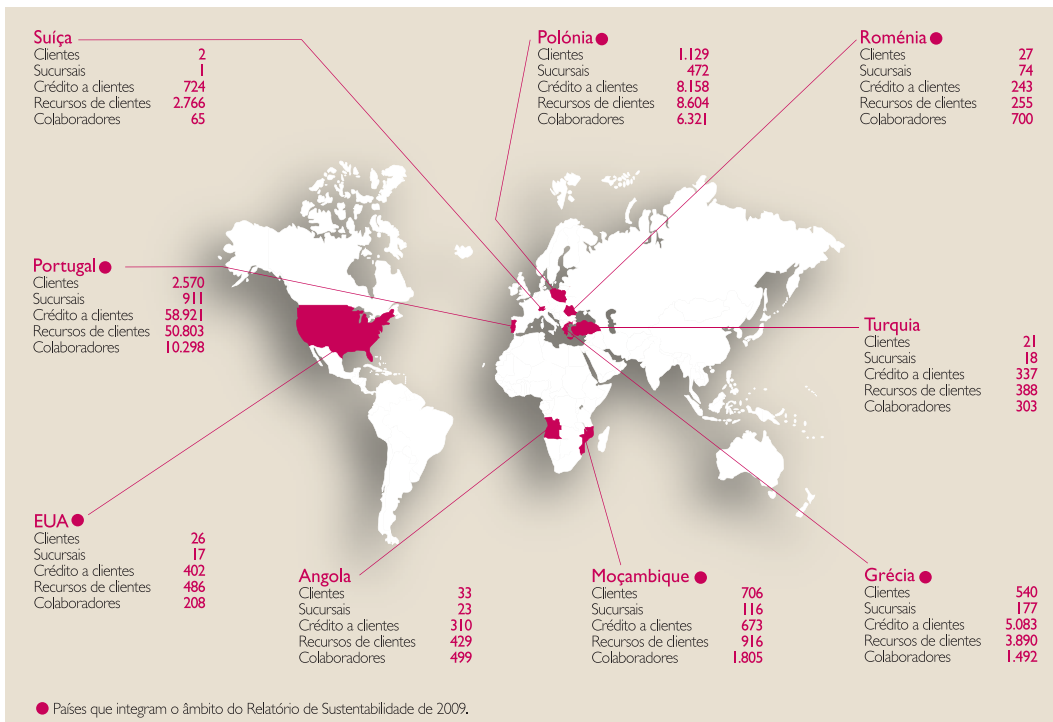 Suíça
Clientes 2
Sucursais 1
Crédito a clientes 724
Recursos de clientes 2.766
Colaboradores 65
Polónia
Clientes 1.129
Sucursais 472
Crédito a clientes 8.158
Recursos de clientes 8.604
Colaboradores 6.321
Roménia
Clientes 27
Sucursais 74
Crédito a clientes 243
Recursos de clientes 255
Colaboradores 700
Portugal
Clientes 2.570
Sucursais 911
Crédito a clientes 58.921
Recursos de clientes 50.803
Colaboradores 10.298
Turquia
Clientes 21
Sucursais 18
Crédito a clientes 337
Recursos de clientes 388
Colaboradores 303
EUA
Clientes 26
Sucursais 17
Crédito a clientes 402
Recursos de clientes 486
Colaboradores 208
Angola
Clientes 33
Sucursais 23
Crédito a clientes 310
Recursos de clientes 429
Colaboradores 499
Moçambique
Clientes 706
Sucursais 116
Crédito a clientes 673
Recursos de clientes 916
Colaboradores 1.805
Grécia
Clientes 540
Sucursais 177
Crédito a clientes 5.083
Recursos de clientes 3.890
Colaboradores 1.492
Países que integram o âmbito do Relatório de Sustentabilidade de 2009.